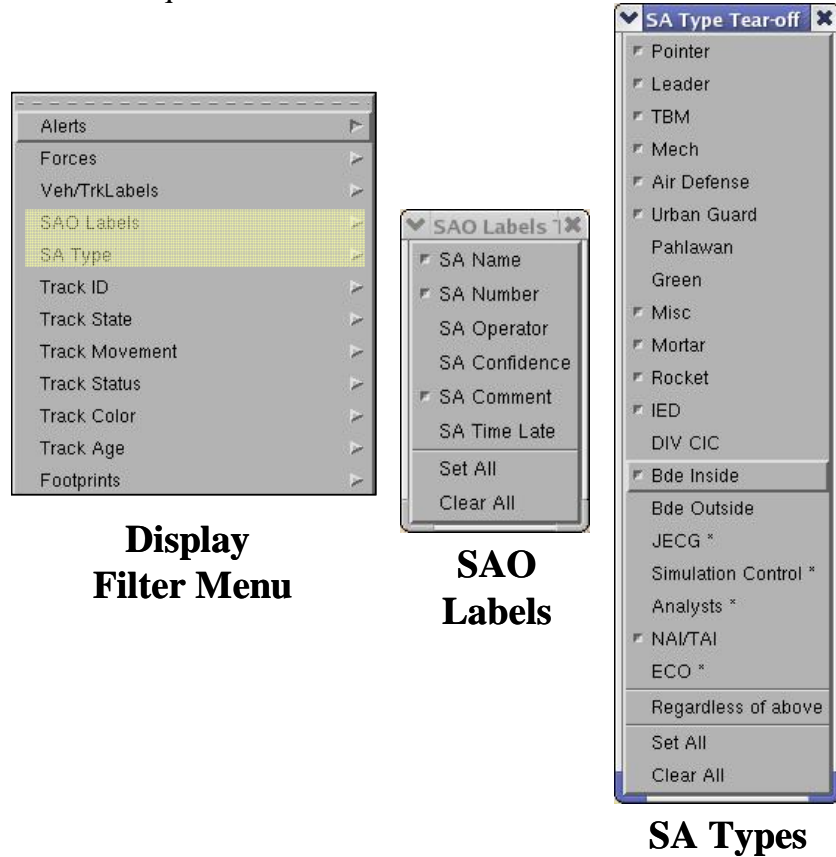 Alerts
Forces
Veh/TrkLabels
SAO Labels
SA Type
Track ID
Track State
Track Movement
Track Status
Track Color
Track Age
Footprints
Display
Filter Menu
SAO Labels
SA Name
SA Number
SA Operator
SA Confidence
SA Comment
SA Time Late
Set All
Clear All
SAO
Labels
SA Type Tear-off
Pointer
Leader
TBM
Mech
Air Defense
Urban Guard
Pahlawan
Green
Misc
Mortar
Rocket
IED
DIV CIC
Bde Inside
Bde Outside
JECG *
Simulation Control *
Analysts *
NAI/TAI
ECO *
Regardless of above
Set All
Clear All
SA Types